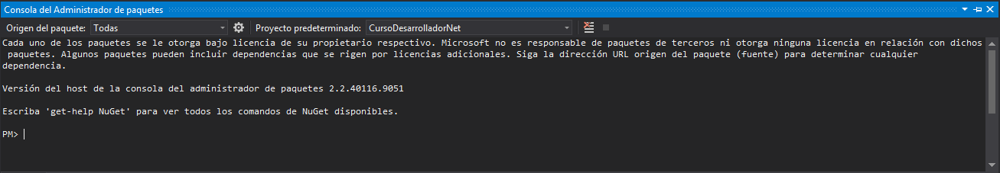 Consola del Administrador de paquetes
Origen del paquete: Todas Proyecto predeterminado: CursoDesarrolladorNet
Cada uno de los paquetes se le otorga bajo licencia de su propietario respectivo. Microsoft no es responsable de paquetes de terceros ni otorga ninguna licencia en relación con dichos
paquetes. Algunos paquetes pueden incluir dependencias que se rigen por licencias adicionales. Siga la dirección URL origen del paquete (fuente) para determinar cualquier
dependencia.
Versión del host de la consola del administrador de paquetes 2.2.40116.9051
Escriba 'get-help NuGet' para ver todos los comandos de NuGet disponibles.
PM>